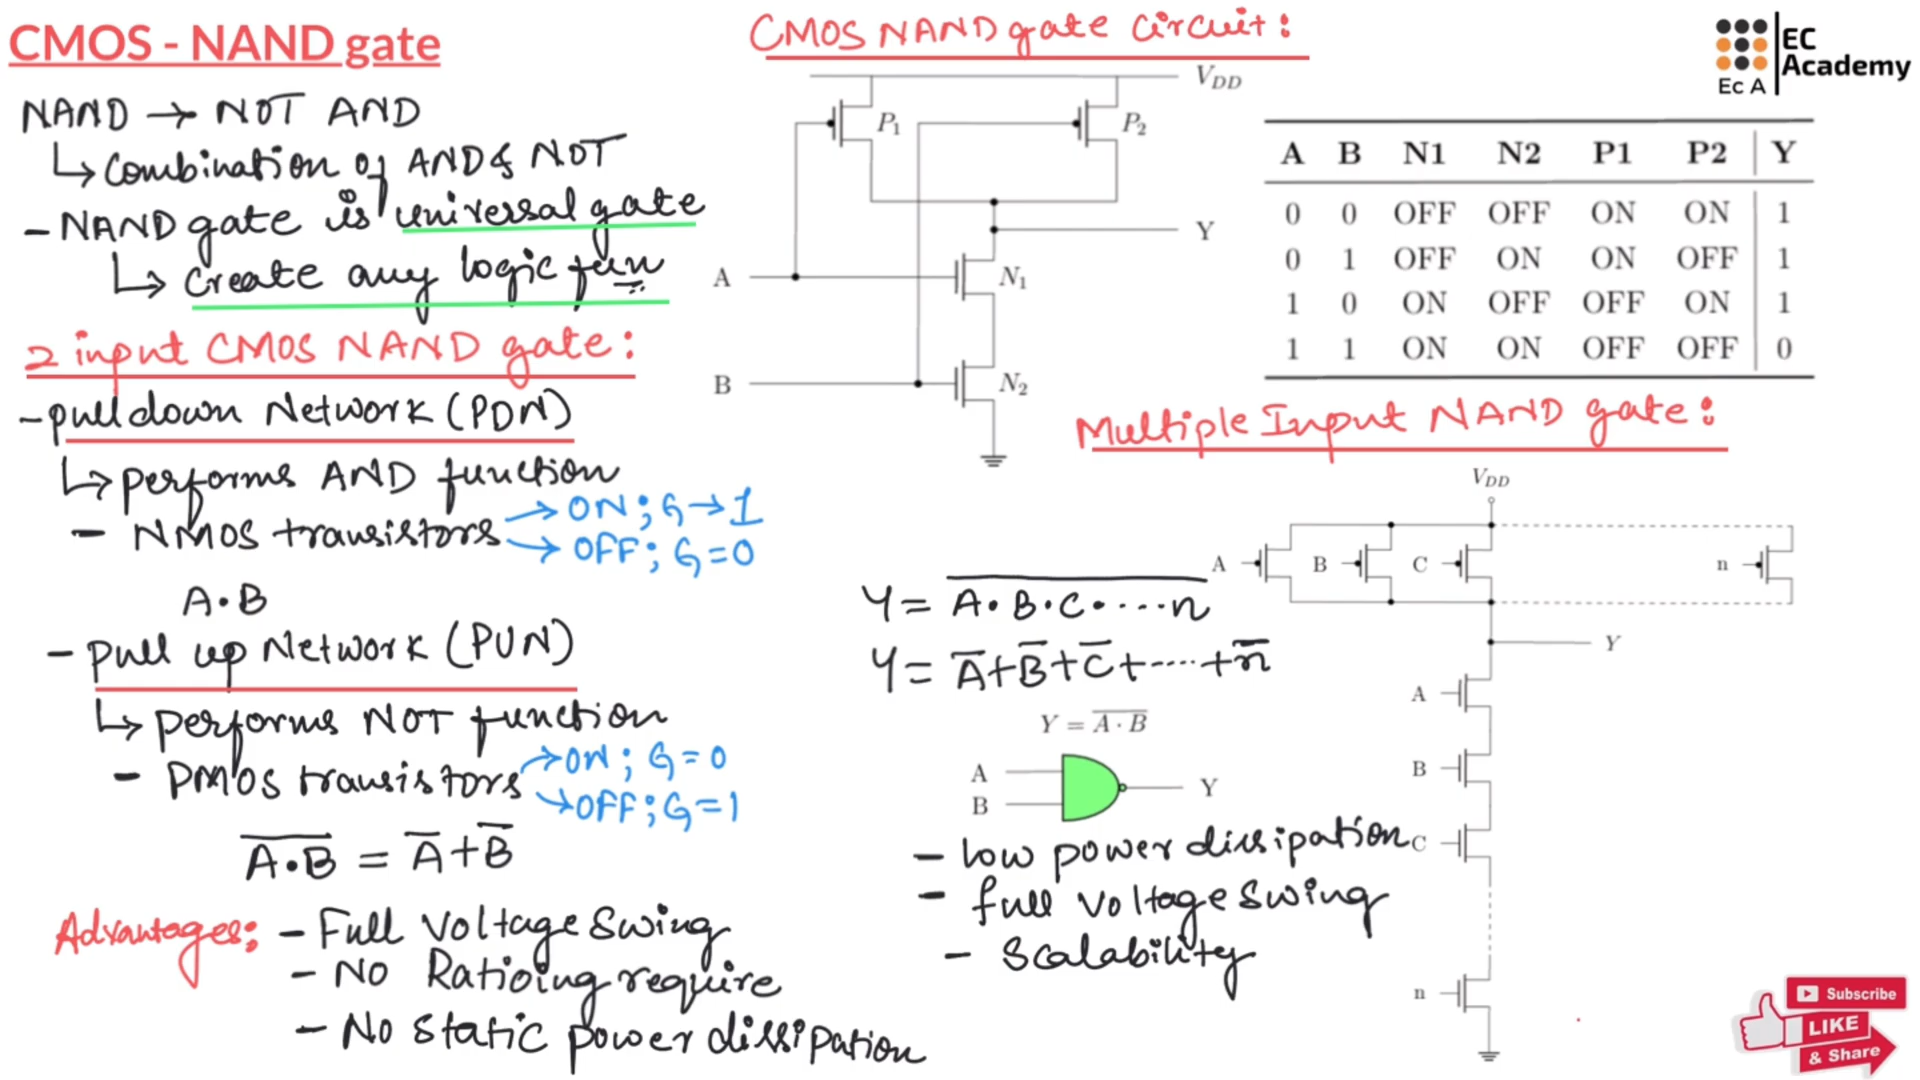 CMOS - NAND gate
NAND → NOT AND
↳ Combination of AND & NOT
- NAND gate is universal gate
↳ Create any logic fun
2 input CMOS NAND gate:
- pull down Network (PDN)
↳ performs AND function
- NMOS transistors → ON; G → 1
→ OFF; G = 0
A·B
- Pull up Network (PUN)
↳ performs NOT function
- PMOS transistors → ON; G = 0
→ OFF; G = 1
A̅·̅B̅ = A̅ + B̅
Advantages: - Full Voltage Swing
- No Ratioing require
- No static power dissipation
CMOS NAND gate Circuit:
V_DD
P₁ P₂
Y
A N₁
B N₂
EC
Academy
Ec A
A B N1 N2 P1 P2 Y
0 0 OFF OFF ON ON 1
0 1 OFF ON ON OFF 1
1 0 ON OFF OFF ON 1
1 1 ON ON OFF OFF 0
Multiple Input NAND gate:
V_DD
A B C n
Y
A
B
C
n
Y = A̅·̅B̅·̅C̅·̅.̅.̅.̅.̅n̅
Y = A̅ + B̅ + C̅ + ---- + n̅
Y = A̅ ·̅ B̅
A
B Y
- low power dissipation
- full voltage swing
- Scalability
Subscribe
LIKE
& Share